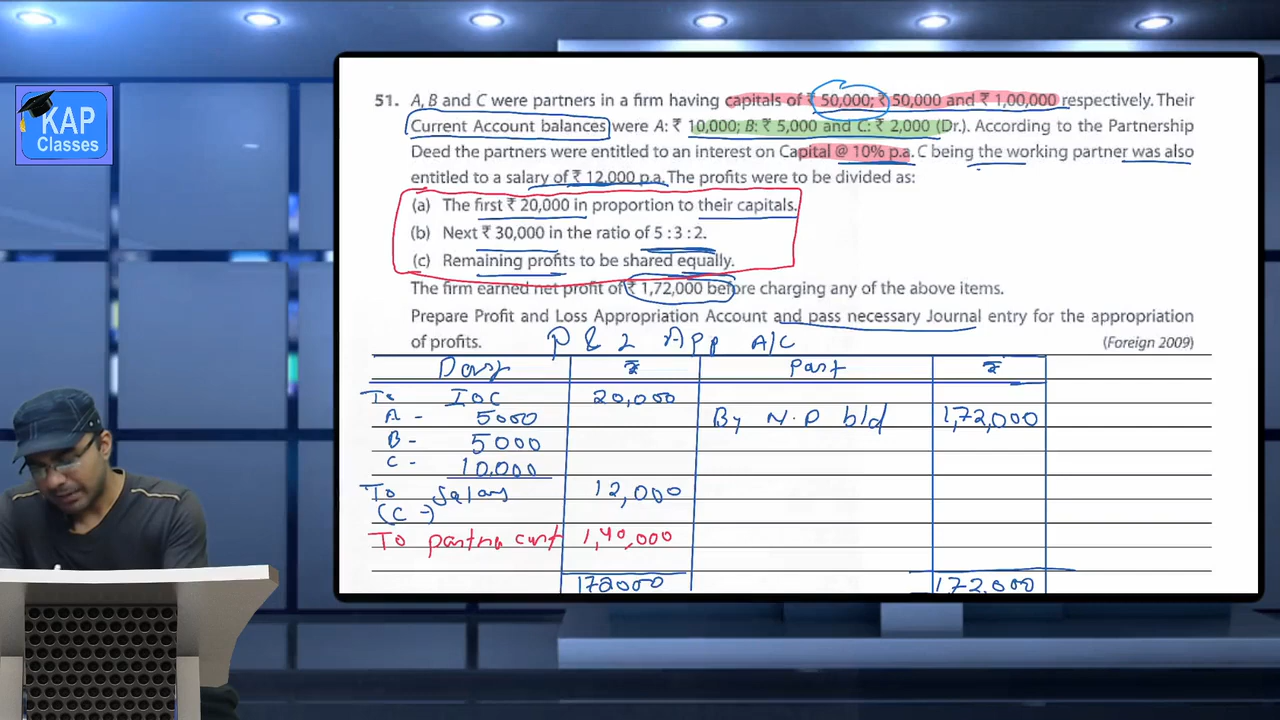 KAP
Classes
51. A, B and C were partners in a firm having capitals of ₹ 50,000; ₹ 50,000 and ₹ 1,00,000 respectively. Their
Current Account balances were A: ₹ 10,000; B: ₹ 5,000 and C: ₹ 2,000 (Dr.). According to the Partnership
Deed the partners were entitled to an interest on Capital @ 10% p.a. C being the working partner was also
entitled to a salary of ₹ 12,000 p.a. The profits were to be divided as:
(a) The first ₹ 20,000 in proportion to their capitals.
(b) Next ₹ 30,000 in the ratio of 5 : 3 : 2.
(c) Remaining profits to be shared equally.
The firm earned net profit of ₹ 1,72,000 before charging any of the above items.
Prepare Profit and Loss Appropriation Account and pass necessary Journal entry for the appropriation
of profits. (Foreign 2009)
P & L App A/C
₹ Part ₹
To IOC 20,000
A - 5000 By N.P b/d 1,72,000
B- 5000
C- 10,000
To Salary 12,000
(C -)
To 1,40,000
172000 1,72,000